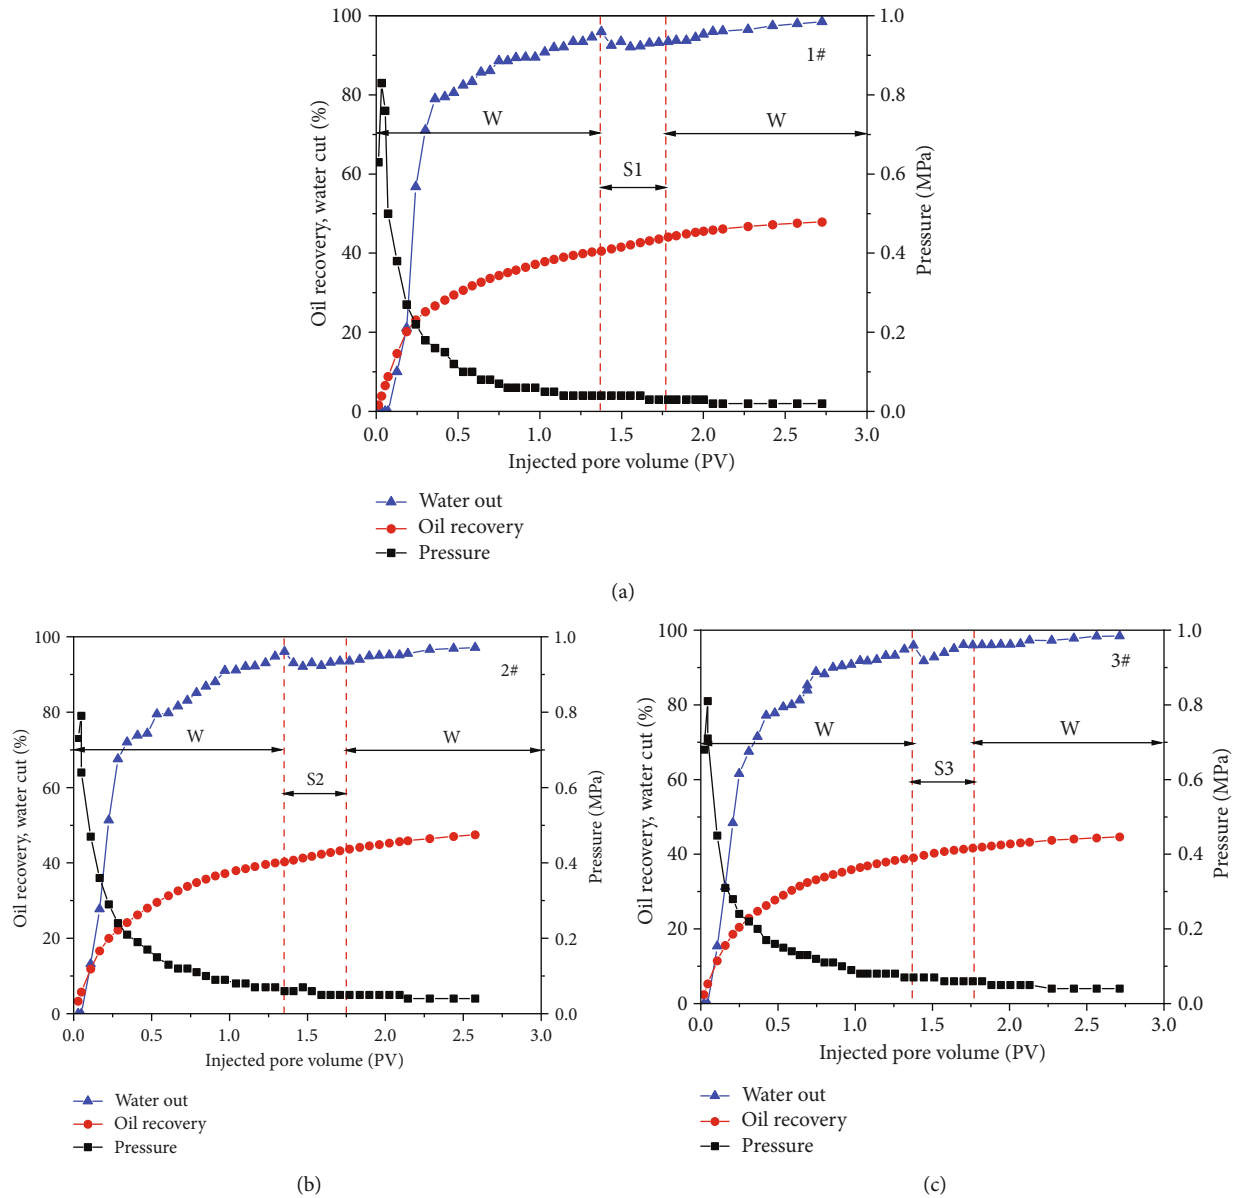 100
80
60
40
20
0
Oil recovery, water cut (%)
1.0
0.8
0.6
0.4
0.2
0.0
Pressure (MPa)
1#
W
W
S1
0.0 0.5 1.0 1.5 2.0 2.5 3.0
Injected pore volume (PV)
Water out
Oil recovery
Pressure
(a)
100
80
60
40
20
0
Oil recovery, water cut (%)
1.0
0.8
0.6
0.4
0.2
0.0
Pressure (MPa)
2#
W
W
S2
0.0 0.5 1.0 1.5 2.0 2.5 3.0
Injected pore volume (PV)
Water out
Oil recovery
Pressure
(b)
100
80
60
40
20
0
Oil recovery, water cut (%)
1.0
0.8
0.6
0.4
0.2
0.0
Pressure (MPa)
3#
W
W
S3
0.0 0.5 1.0 1.5 2.0 2.5 3.0
Injected pore volume (PV)
Water out
Oil recovery
Pressure
(c)